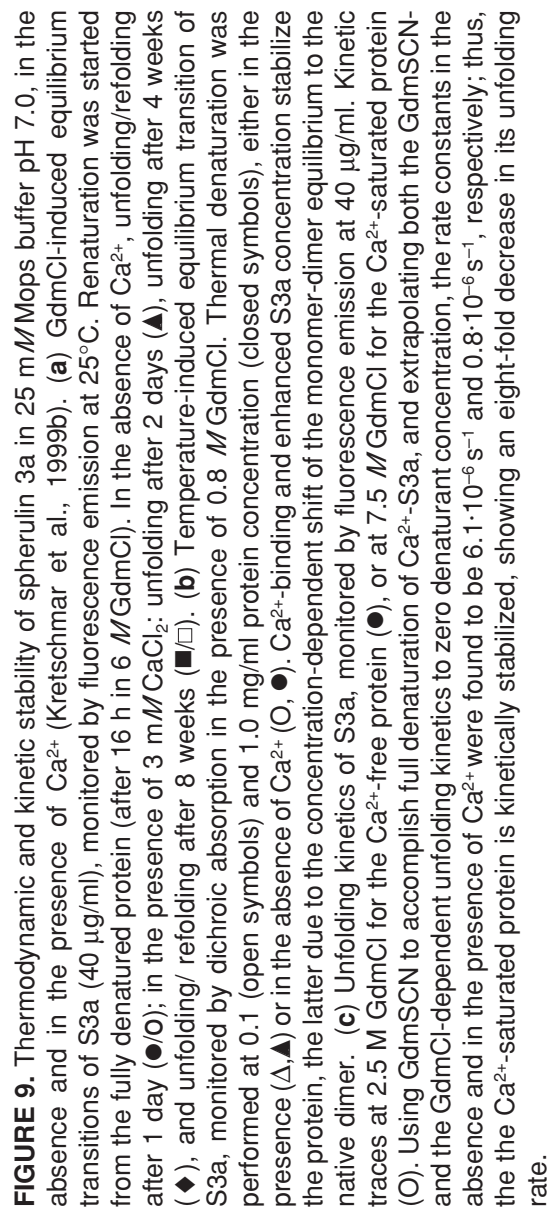 FIGURE 9. Thermodynamic and kinetic stability of spherulin 3a in 25 mM Mops buffer pH 7.0, in the
absence and in the presence of Ca²⁺ (Kretschmar et al., 1999b). (a) GdmCl-induced equilibrium
transitions of S3a (40 μg/ml), monitored by fluorescence emission at 25°C. Renaturation was started
from the fully denatured protein (after 16 h in 6 M GdmCl). In the absence of Ca²⁺, unfolding/refolding
after 1 day (●/O); in the presence of 3 mM CaCl₂: unfolding after 2 days (▲), unfolding after 4 weeks
(◆), and unfolding/ refolding after 8 weeks (■/□). (b) Temperature-induced equilibrium transition of
S3a, monitored by dichroic absorption in the presence of 0.8 M GdmCl. Thermal denaturation was
performed at 0.1 (open symbols) and 1.0 mg/ml protein concentration (closed symbols), either in the
presence (Δ,▲) or in the absence of Ca²⁺ (O, ●). Ca²⁺-binding and enhanced S3a concentration stabilize
the protein, the latter due to the concentration-dependent shift of the monomer-dimer equilibrium to the
native dimer. (c) Unfolding kinetics of S3a, monitored by fluorescence emission at 40 μg/ml. Kinetic
traces at 2.5 M GdmCl for the Ca²⁺-free protein (●), or at 7.5 M GdmCl for the Ca²⁺-saturated protein
(O). Using GdmSCN to accomplish full denaturation of Ca²⁺-S3a, and extrapolating both the GdmSCN-
and the GdmCl-dependent unfolding kinetics to zero denaturant concentration, the rate constants in the
absence and in the presence of Ca²⁺ were found to be 6.1·10⁻⁶ s⁻¹ and 0.8·10⁻⁶ s⁻¹, respectively; thus,
the the Ca²⁺-saturated protein is kinetically stabilized, showing an eight-fold decrease in its unfolding
rate.